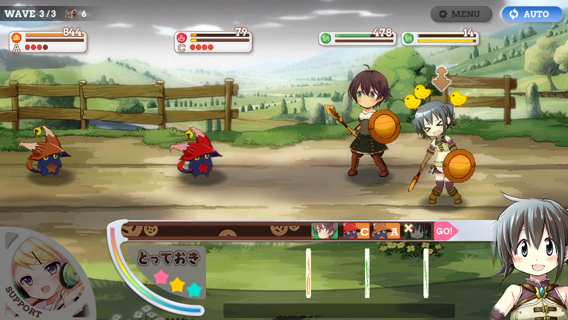 WAVE 3/3 6
MENU
AUTO
844
A
79
C
478
14
C A GO!
とっておき
SUPPORT